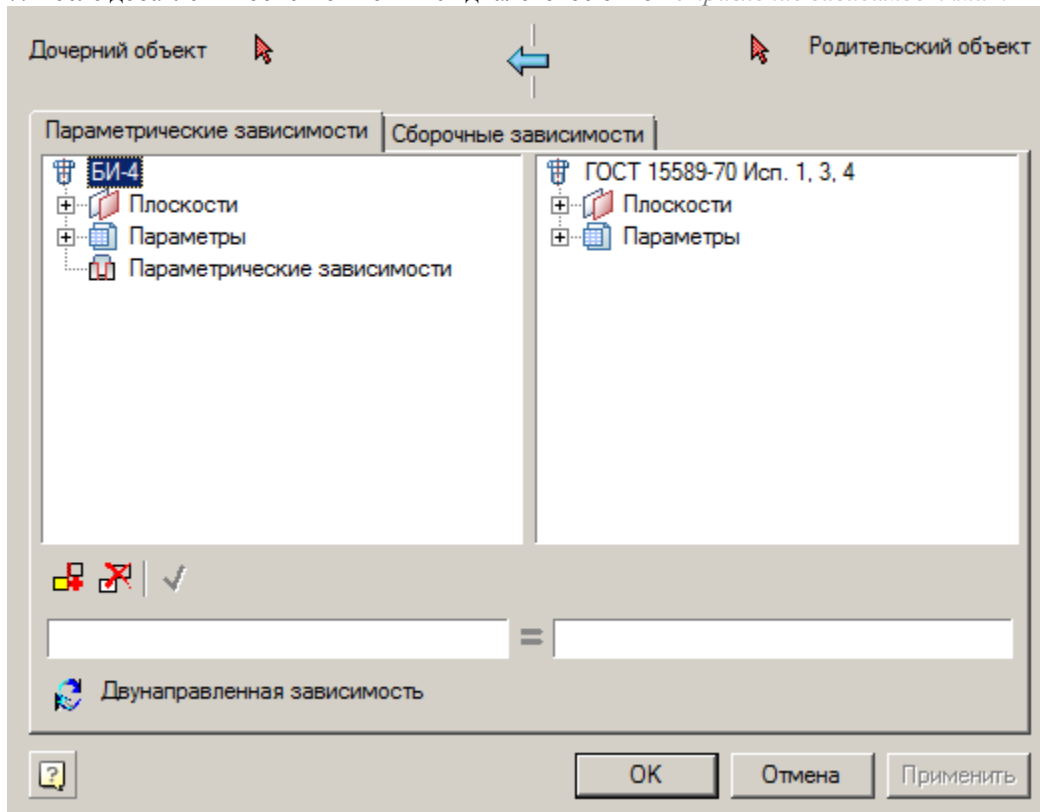 Дочерний объект
Родительский объект
Параметрические зависимости
Сборочные зависимости
БИ-4
Плоскости
Параметры
Параметрические зависимости
ГОСТ 15589-70 Исп. 1, 3, 4
Плоскости
Параметры
=
Двунаправленная зависимость
?
OK
Отмена
Применить